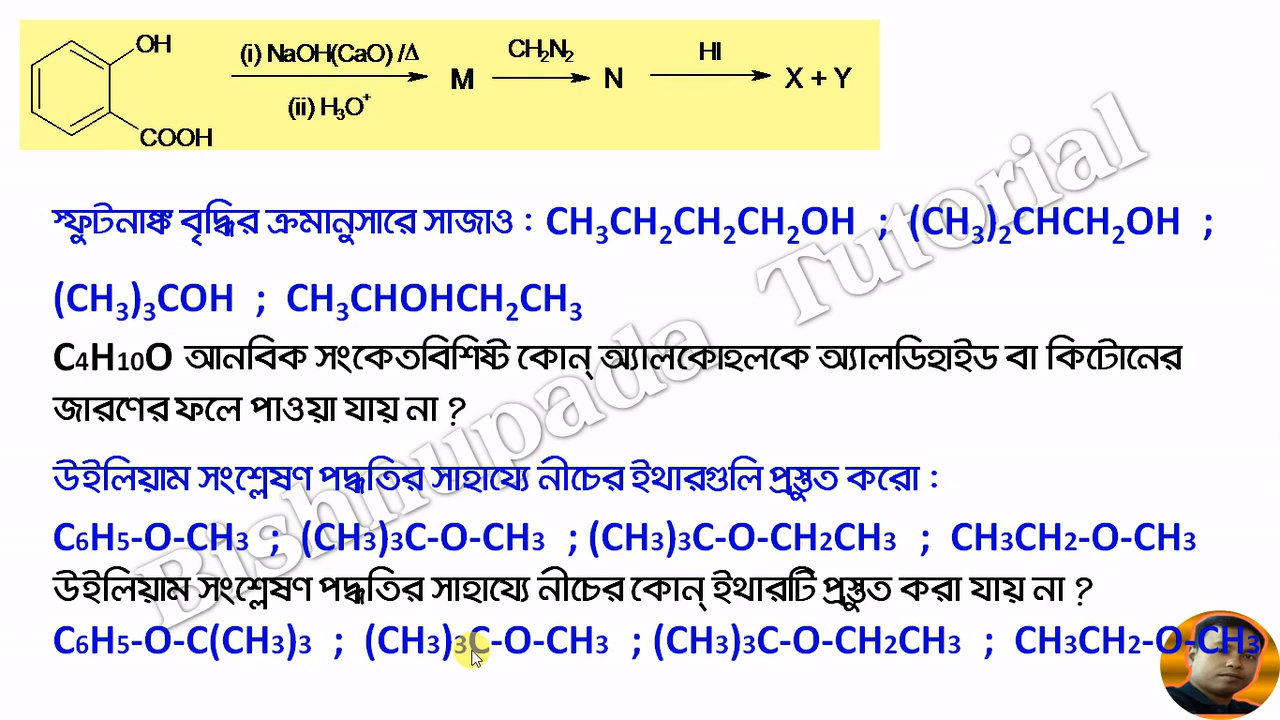 OH
COOH
(i) NaOH(CaO) /Δ
(ii) H₃O⁺
M
CH₂N₂
N
HI
X + Y
স্ফুটনাঙ্ক বৃদ্ধির ক্রমানুসারে সাজাও : CH₃CH₂CH₂CH₂OH ; (CH₃)₂CHCH₂OH ;
(CH₃)₃COH ; CH₃CHOHCH₂CH₃
C₄H₁₀O আনবিক সংকেতবিশিষ্ট কোন্ অ্যালকোহলকে অ্যালডিহাইড বা কিটোনের
জারণের ফলে পাওয়া যায় না ?
উইলিয়াম সংশ্লেষণ পদ্ধতির সাহায্যে নীচের ইথারগুলি প্রস্তুত করো :
C₆H₅-O-CH₃ ; (CH₃)₃C-O-CH₃ ; (CH₃)₃C-O-CH₂CH₃ ; CH₃CH₂-O-CH₃
উইলিয়াম সংশ্লেষণ পদ্ধতির সাহায্যে নীচের কোন্ ইথারটি প্রস্তুত করা যায় না ?
C₆H₅-O-C(CH₃)₃ ; (CH₃)₃C-O-CH₃ ; (CH₃)₃C-O-CH₂CH₃ ; CH₃CH₂-O-CH₃
Bishnupada Tutorial